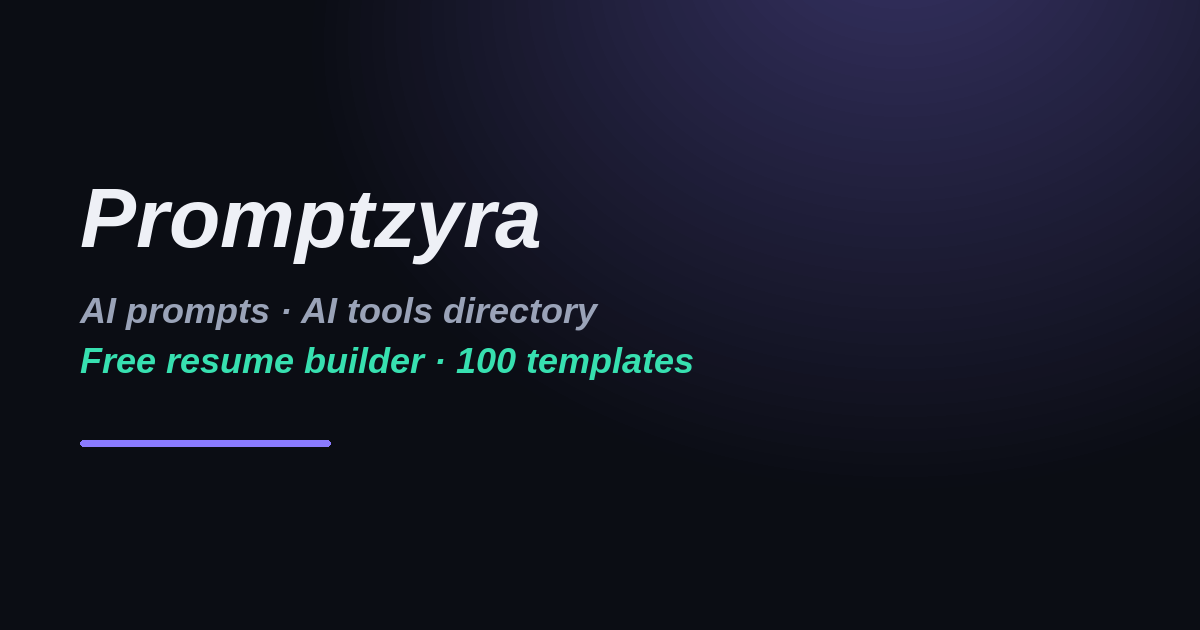 Promptzyra
AI prompts · AI tools directory
Free resume builder · 100 templates